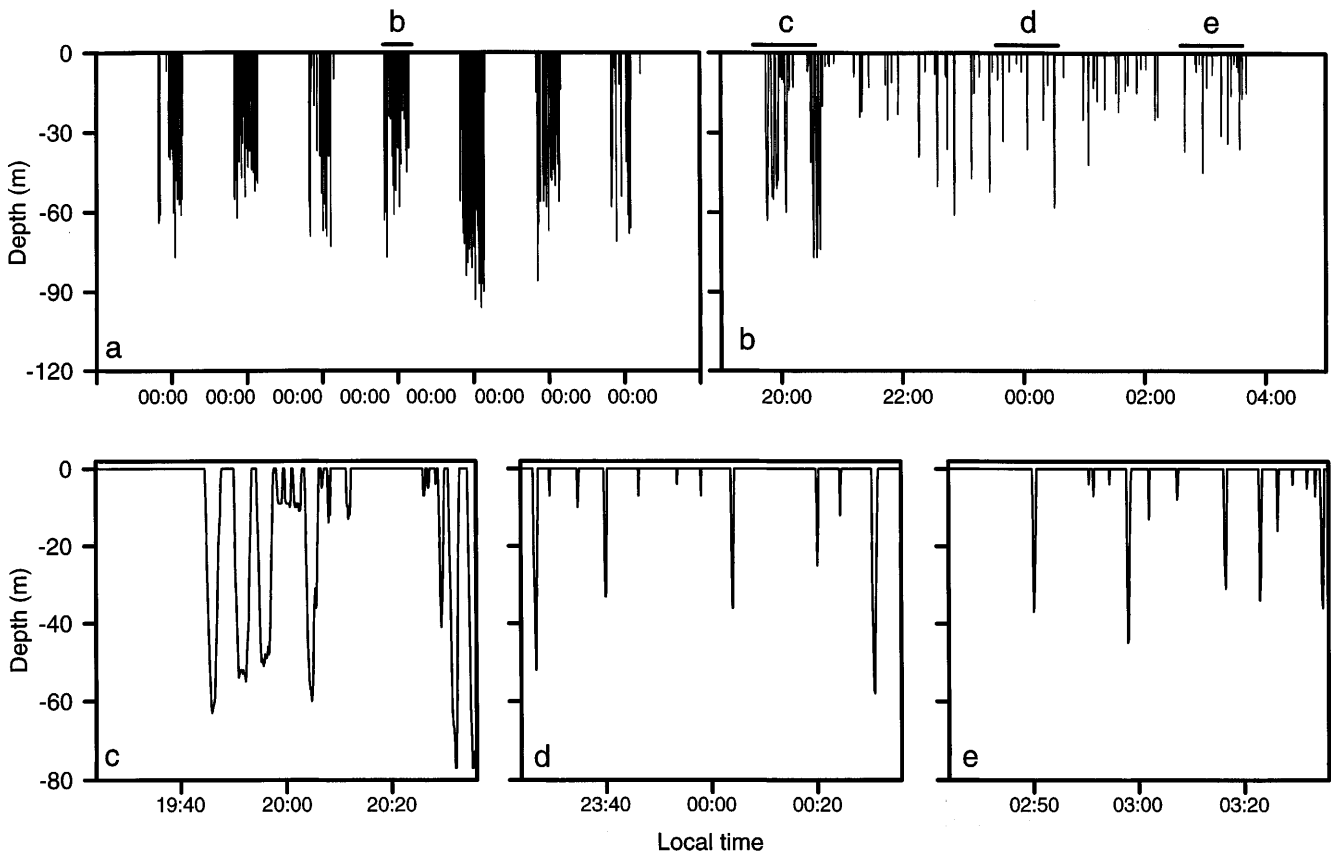 b
c d e
0
-30
-60
-90
-120
Depth (m)
a
b
00:00 00:00 00:00 00:00 00:00 00:00 00:00 00:00
20:00 22:00 00:00 02:00 04:00
0
-20
-40
-60
-80
Depth (m)
c
d
e
19:40 20:00 20:20
23:40 00:00 00:20
02:50 03:00 03:20
Local time